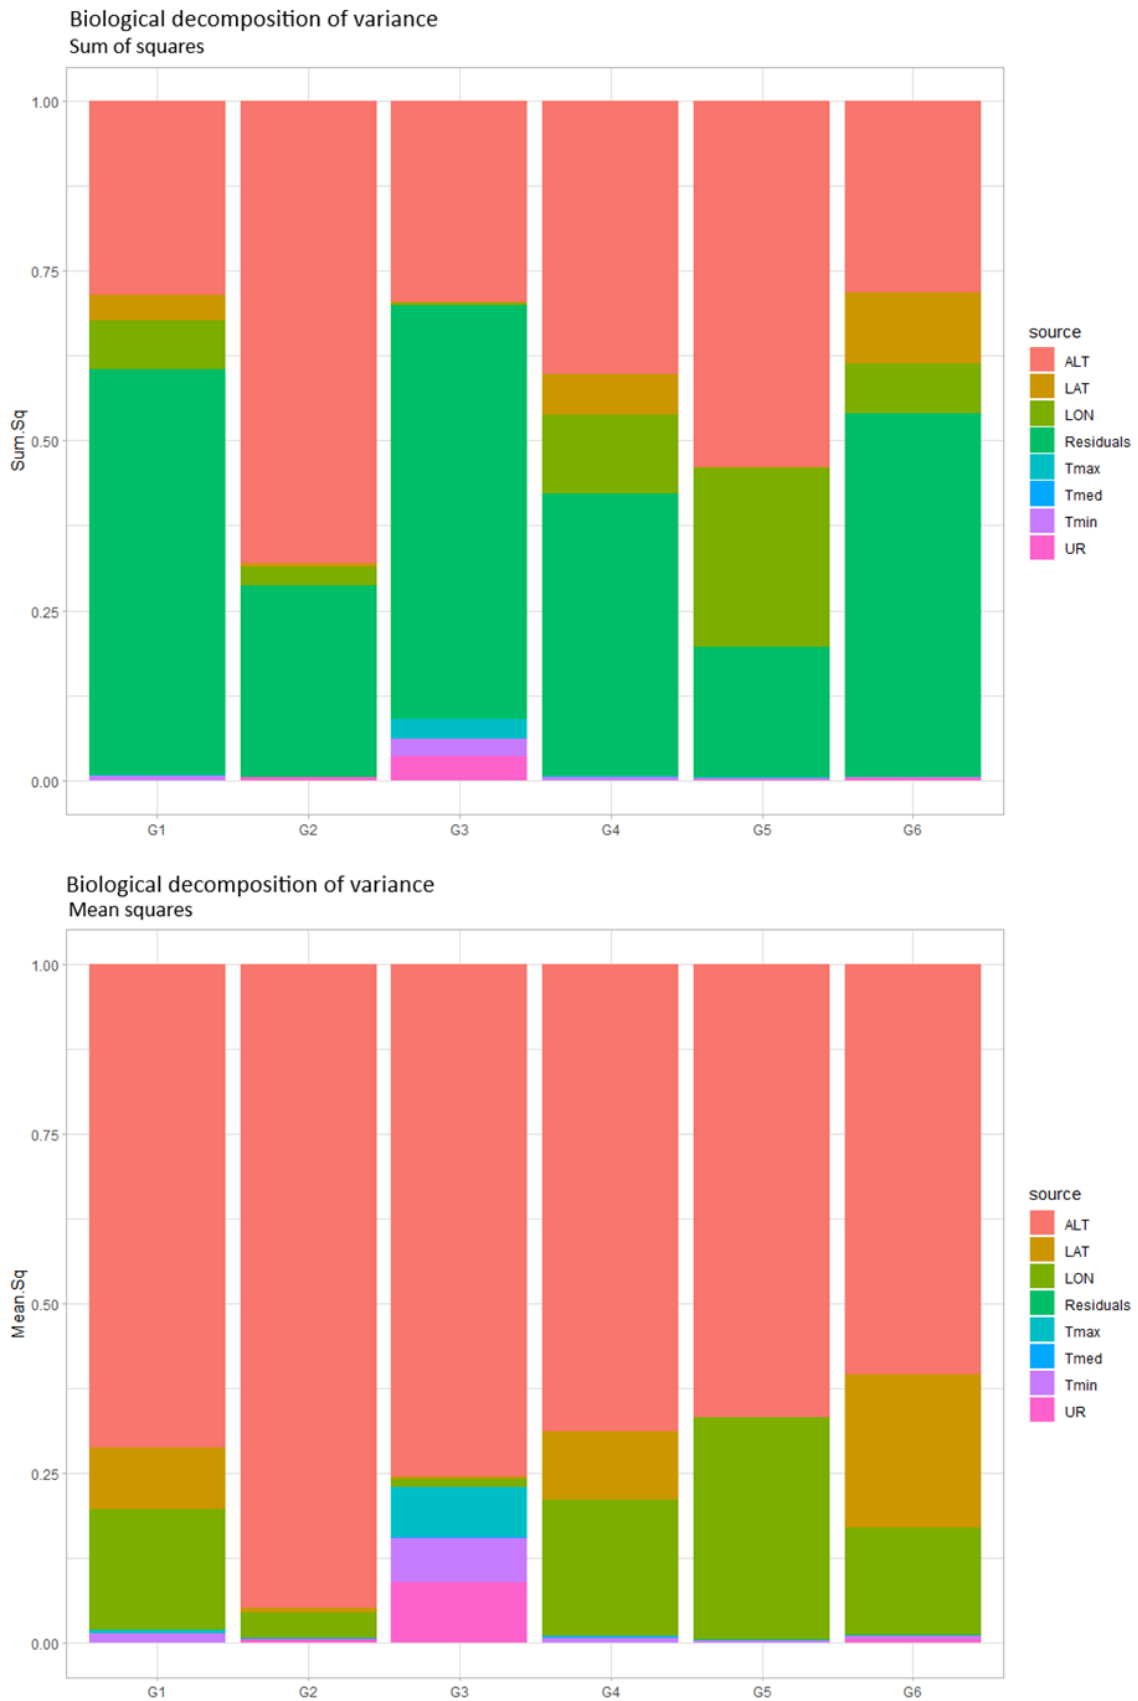 Biological decomposition of variance
Sum of squares
1.00
0.75
0.50
0.25
0.00
Sum.Sq
G1 G2 G3 G4 G5 G6
source
ALT
LAT
LON
Residuals
Tmax
Tmed
Tmin
UR
Biological decomposition of variance
Mean squares
1.00
0.75
0.50
0.25
0.00
Mean.Sq
G1 G2 G3 G4 G5 G6
source
ALT
LAT
LON
Residuals
Tmax
Tmed
Tmin
UR